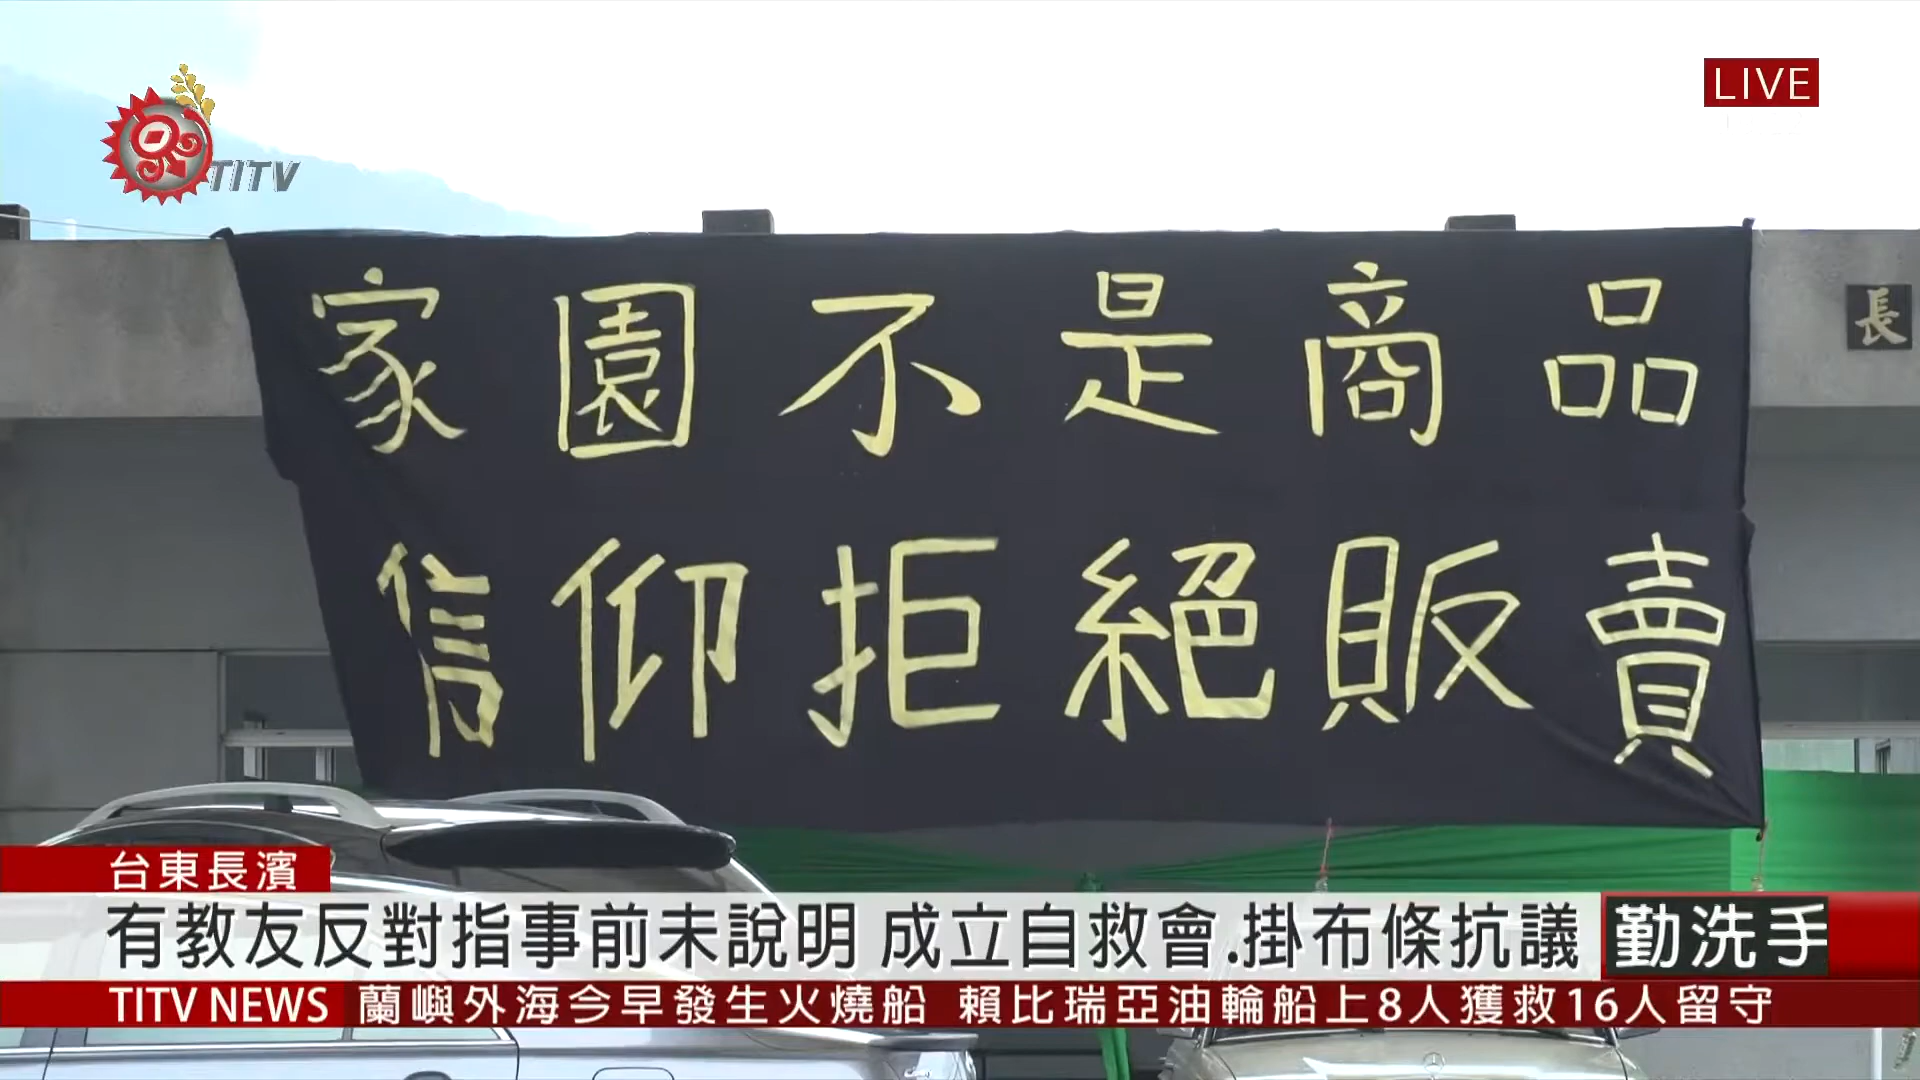 TITV
LIVE
家園不是商品
長
信仰拒絕販賣
台東長濱
有教友反對指事前未說明 成立自救會.掛布條抗議
勤洗手
TITV NEWS 蘭嶼外海今早發生火燒船 賴比瑞亞油輪船上8人獲救16人留守